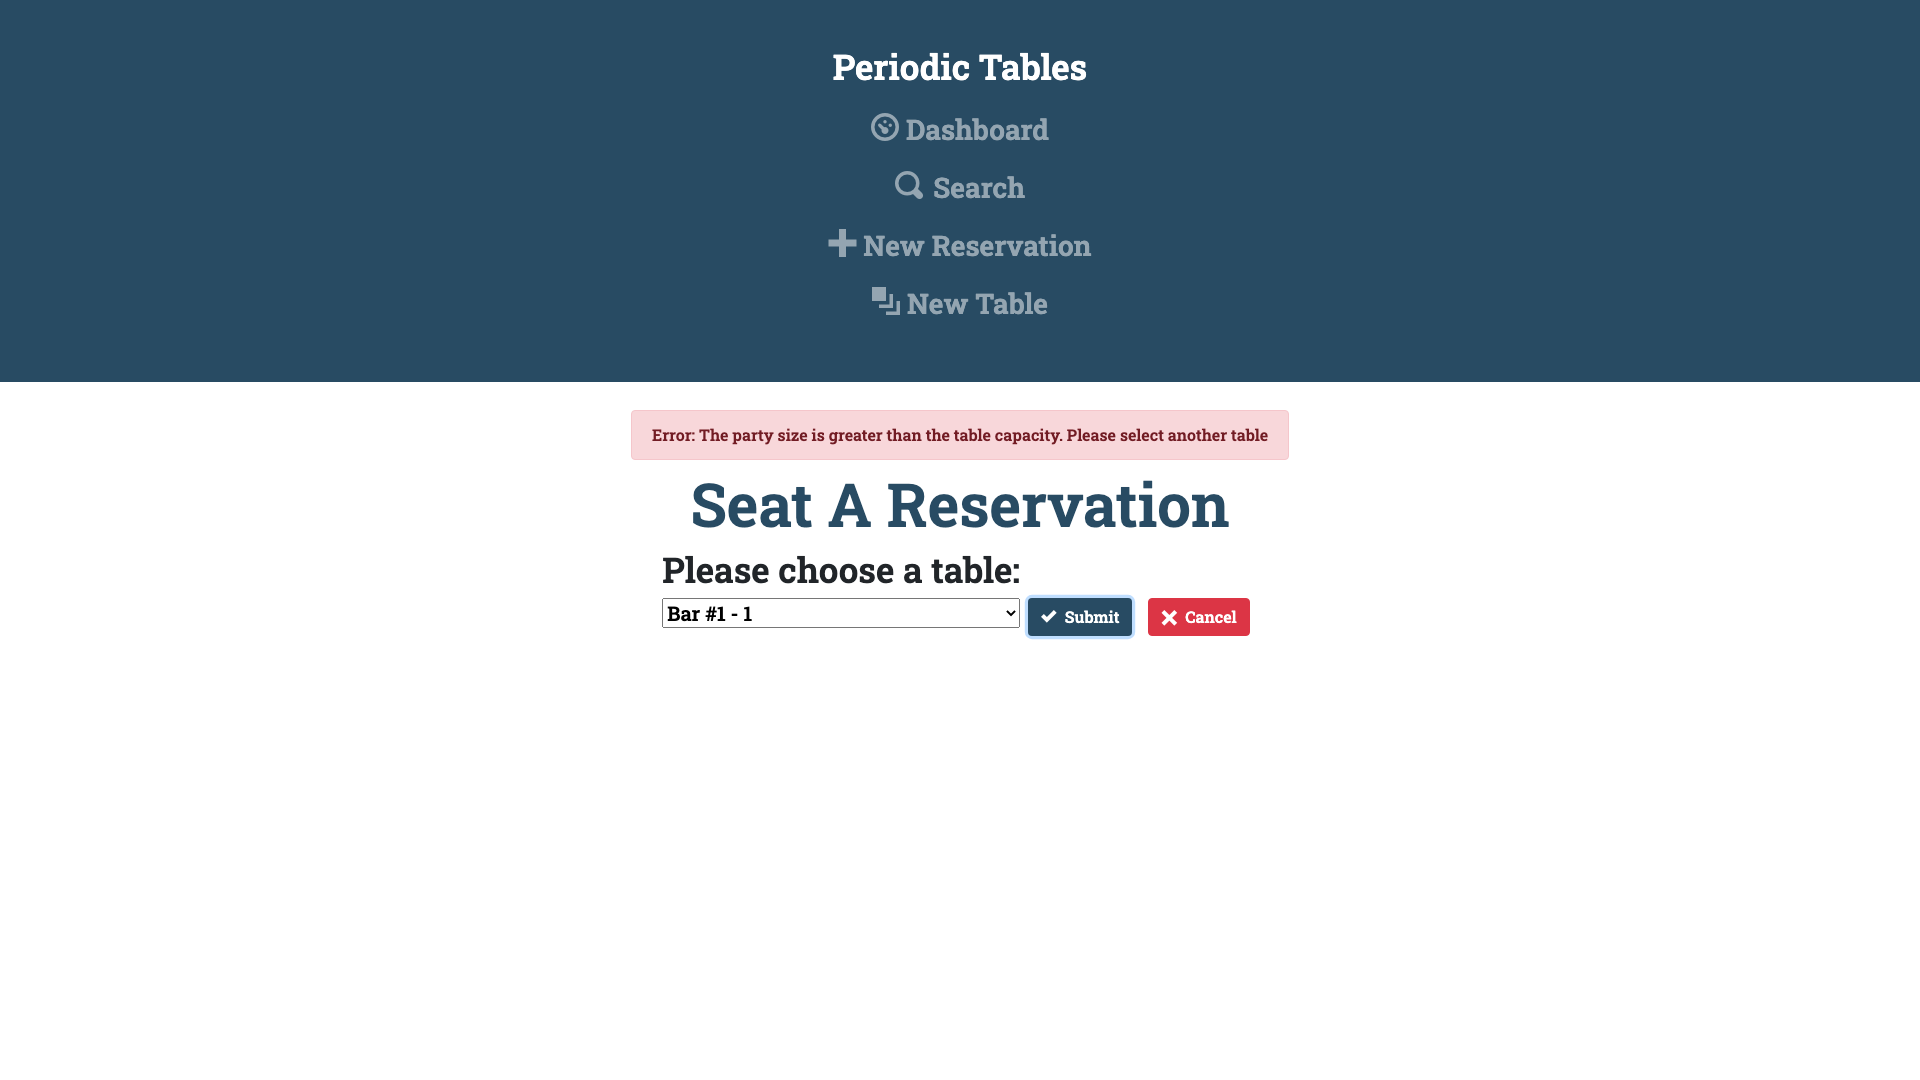 Periodic Tables
Dashboard
Search
New Reservation
New Table
Error: The party size is greater than the table capacity. Please select another table
Seat A Reservation
Please choose a table:
Bar #1 - 1 Submit Cancel